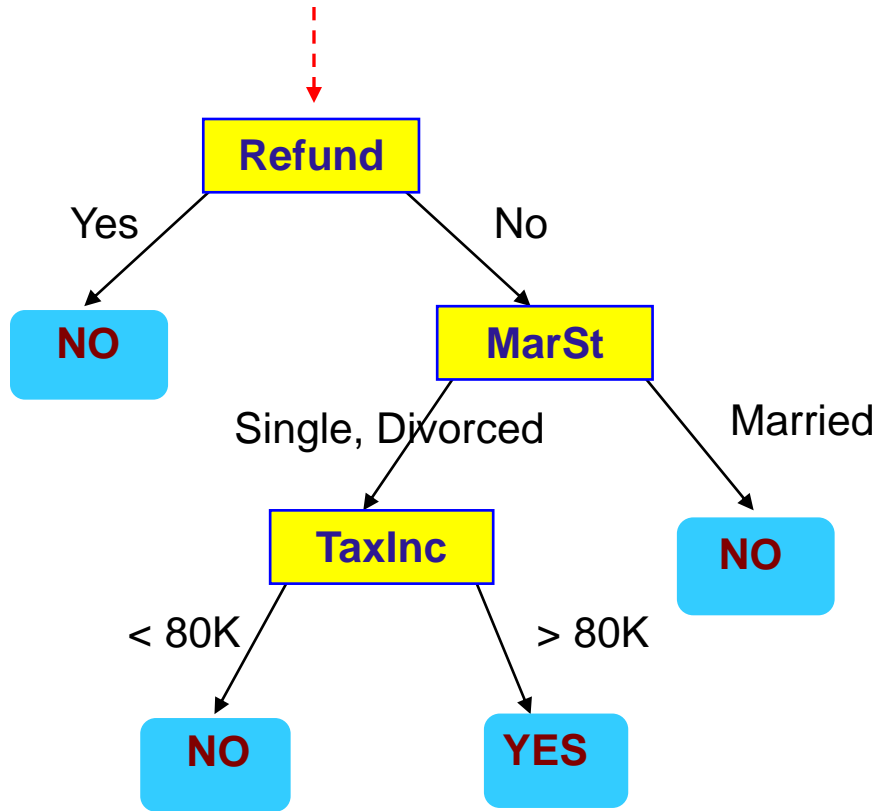 Refund
Yes
No
NO
MarSt
Single, Divorced
Married
TaxInc
NO
< 80K
> 80K
NO
YES